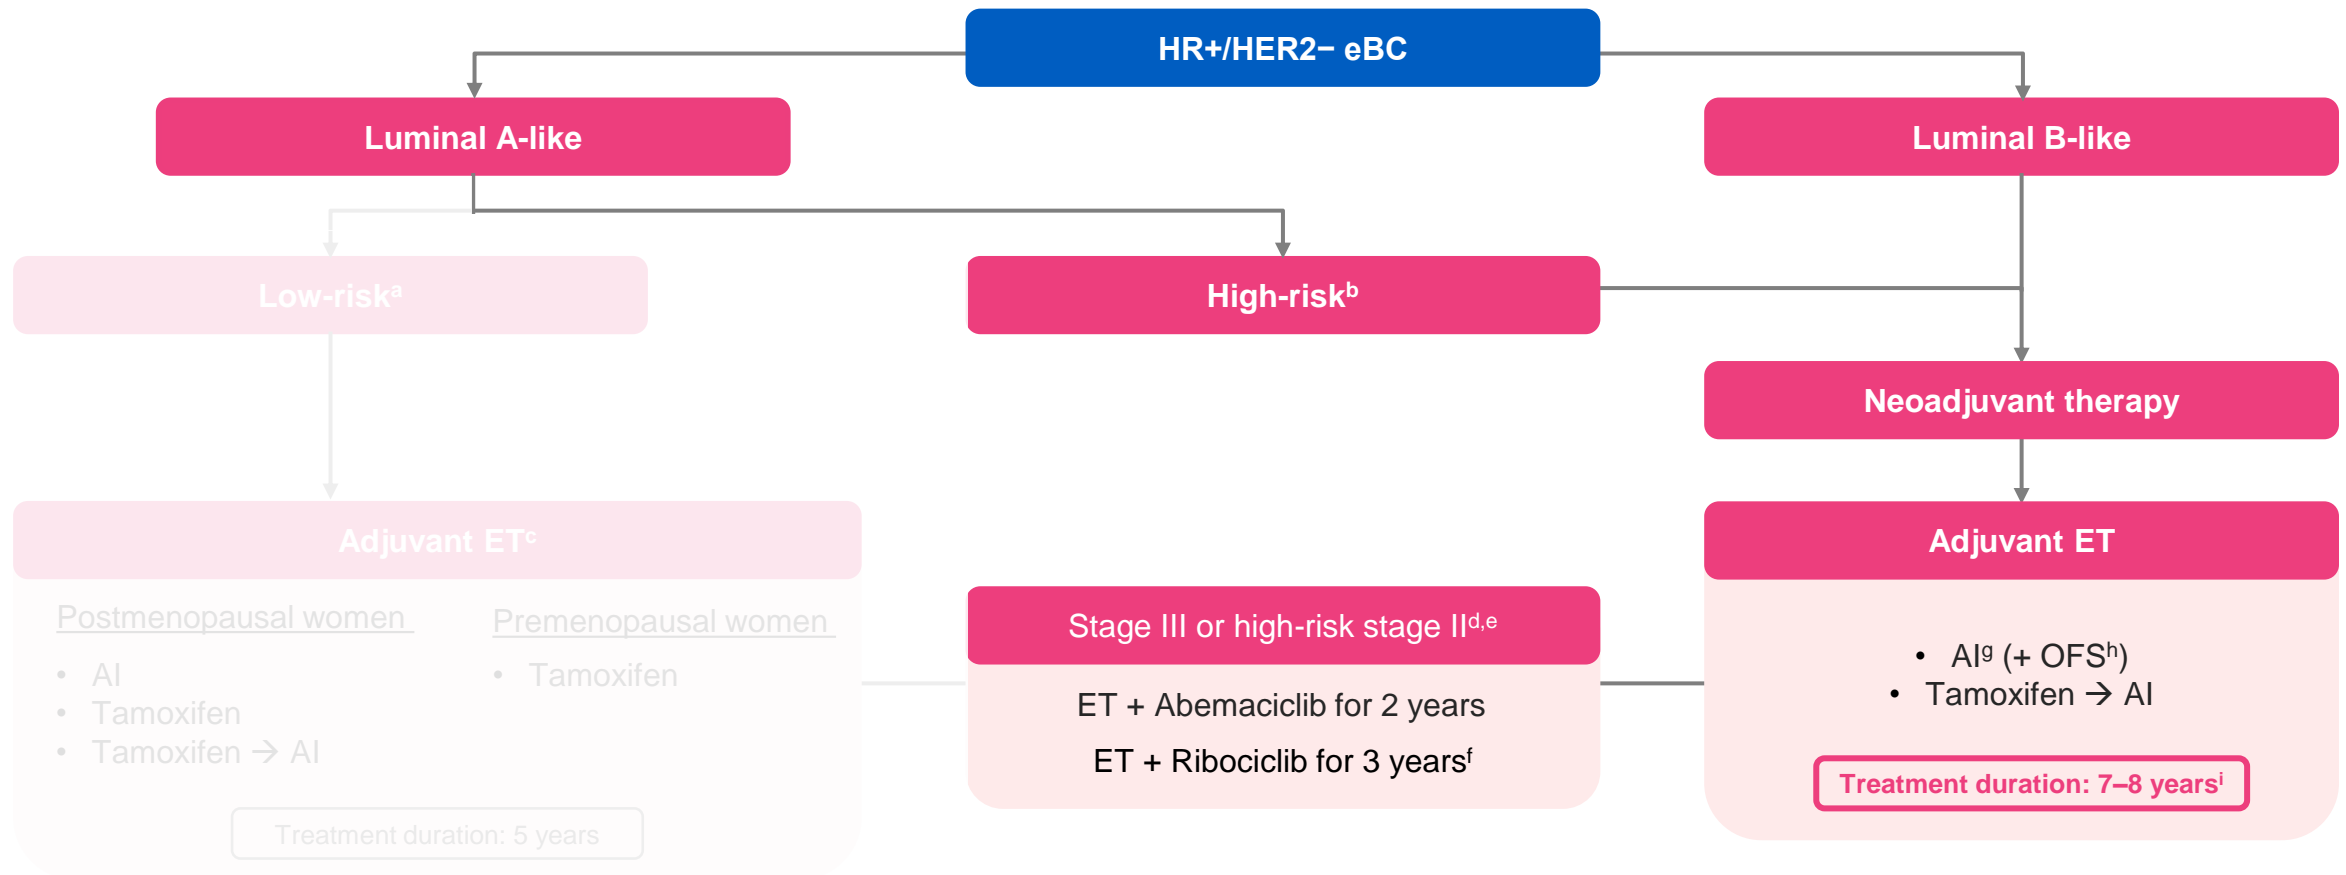 HR+/HER2− eBC
Luminal A-like
Luminal B-like
Low-riskᵃ
High-riskᵇ
Neoadjuvant therapy
Adjuvant ETᶜ
Postmenopausal women
• AI
• Tamoxifen
• Tamoxifen → AI
Premenopausal women
• Tamoxifen
Treatment duration: 5 years
Stage III or high-risk stage IIᵈ,ᵉ
ET + Abemaciclib for 2 years
ET + Ribociclib for 3 yearsᶠ
Adjuvant ET
• AIᵍ (+ OFSʰ)
• Tamoxifen → AI
Treatment duration: 7–8 yearsⁱ